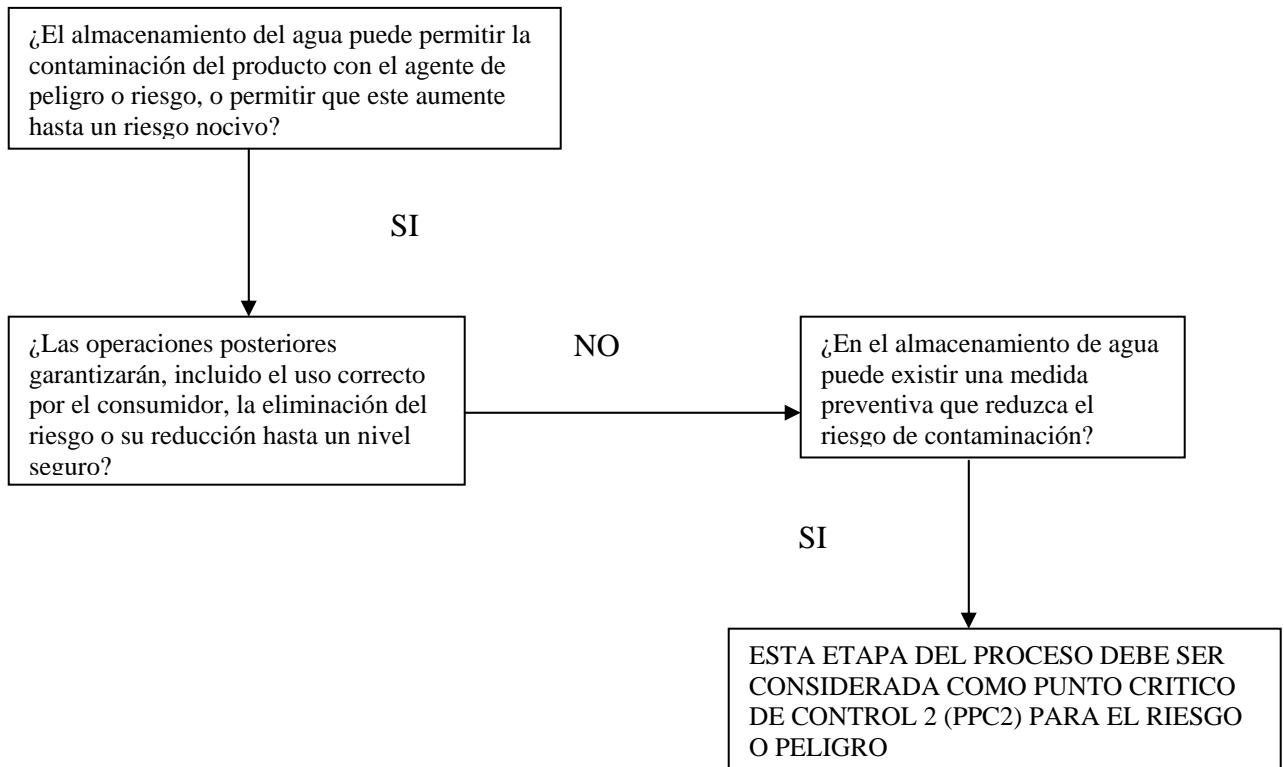 ¿El almacenamiento del agua puede permitir la
contaminación del producto con el agente de
peligro o riesgo, o permitir que este aumente
hasta un riesgo nocivo?
SI
¿Las operaciones posteriores
garantizarán, incluido el uso correcto
por el consumidor, la eliminación del
riesgo o su reducción hasta un nivel
seguro?
NO
¿En el almacenamiento de agua
puede existir una medida
preventiva que reduzca el
riesgo de contaminación?
SI
ESTA ETAPA DEL PROCESO DEBE SER
CONSIDERADA COMO PUNTO CRITICO
DE CONTROL 2 (PPC2) PARA EL RIESGO
O PELIGRO